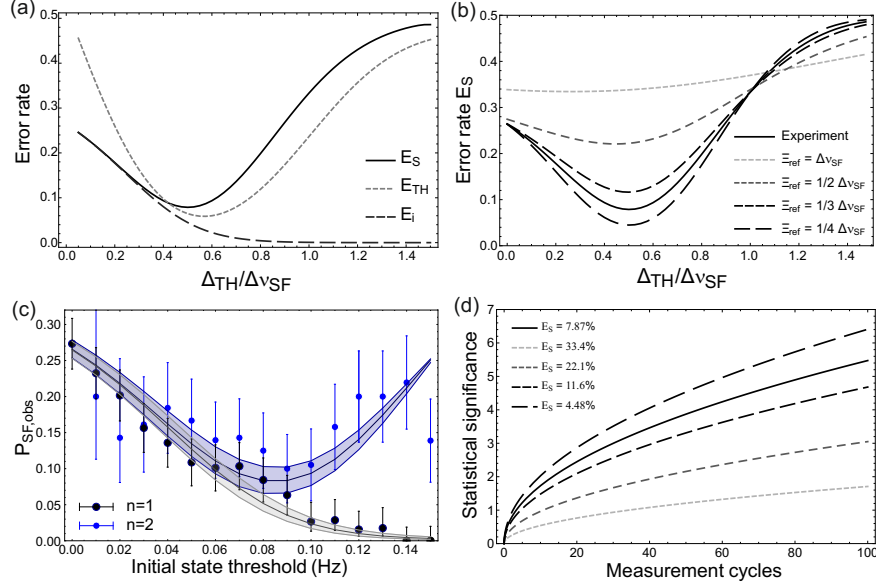 (a)
0.5
0.4
0.3
0.2
0.1
0.0
Error rate
E_S
E_TH
E_i
0.0 0.2 0.4 0.6 0.8 1.0 1.2 1.4
Δ_TH/Δν_SF
(b)
0.5
0.4
0.3
0.2
0.1
0.0
Error rate E_S
Experiment
Ξ_ref = Δν_SF
Ξ_ref = 1/2 Δν_SF
Ξ_ref = 1/3 Δν_SF
Ξ_ref = 1/4 Δν_SF
0.0 0.2 0.4 0.6 0.8 1.0 1.2 1.4
Δ_TH/Δν_SF
(c)
0.30
0.25
0.20
0.15
0.10
0.05
0.00
P_SF,obs
n=1
n=2
0.00 0.02 0.04 0.06 0.08 0.10 0.12 0.14
Initial state threshold (Hz)
(d)
7
6
5
4
3
2
1
0
Statistical significance
E_S = 7.87%
E_S = 33.4%
E_S = 22.1%
E_S = 11.6%
E_S = 4.48%
0 20 40 60 80 100
Measurement cycles